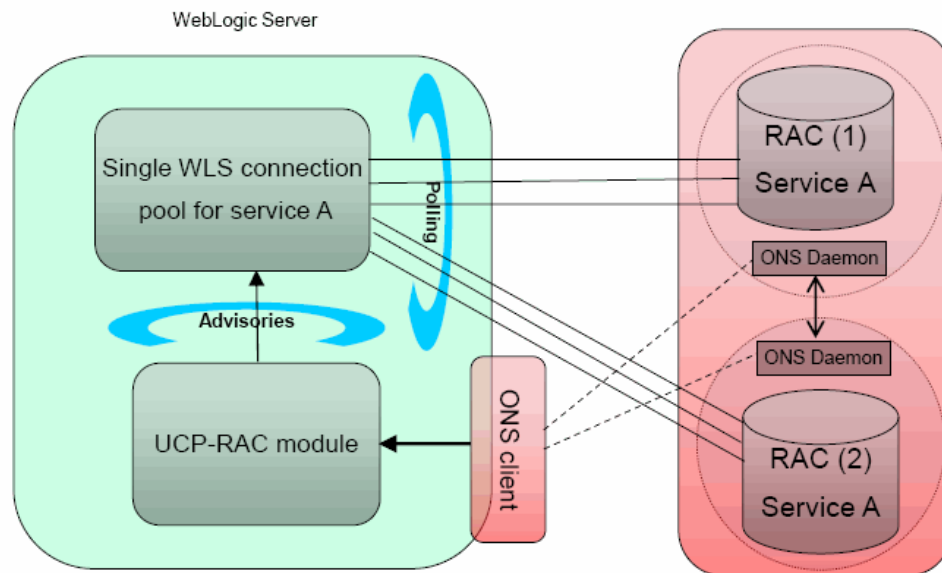 WebLogic Server
Single WLS connection
pool for service A
Polling
Advisories
UCP-RAC module
ONS client
RAC (1)
Service A
ONS Daemon
ONS Daemon
RAC (2)
Service A